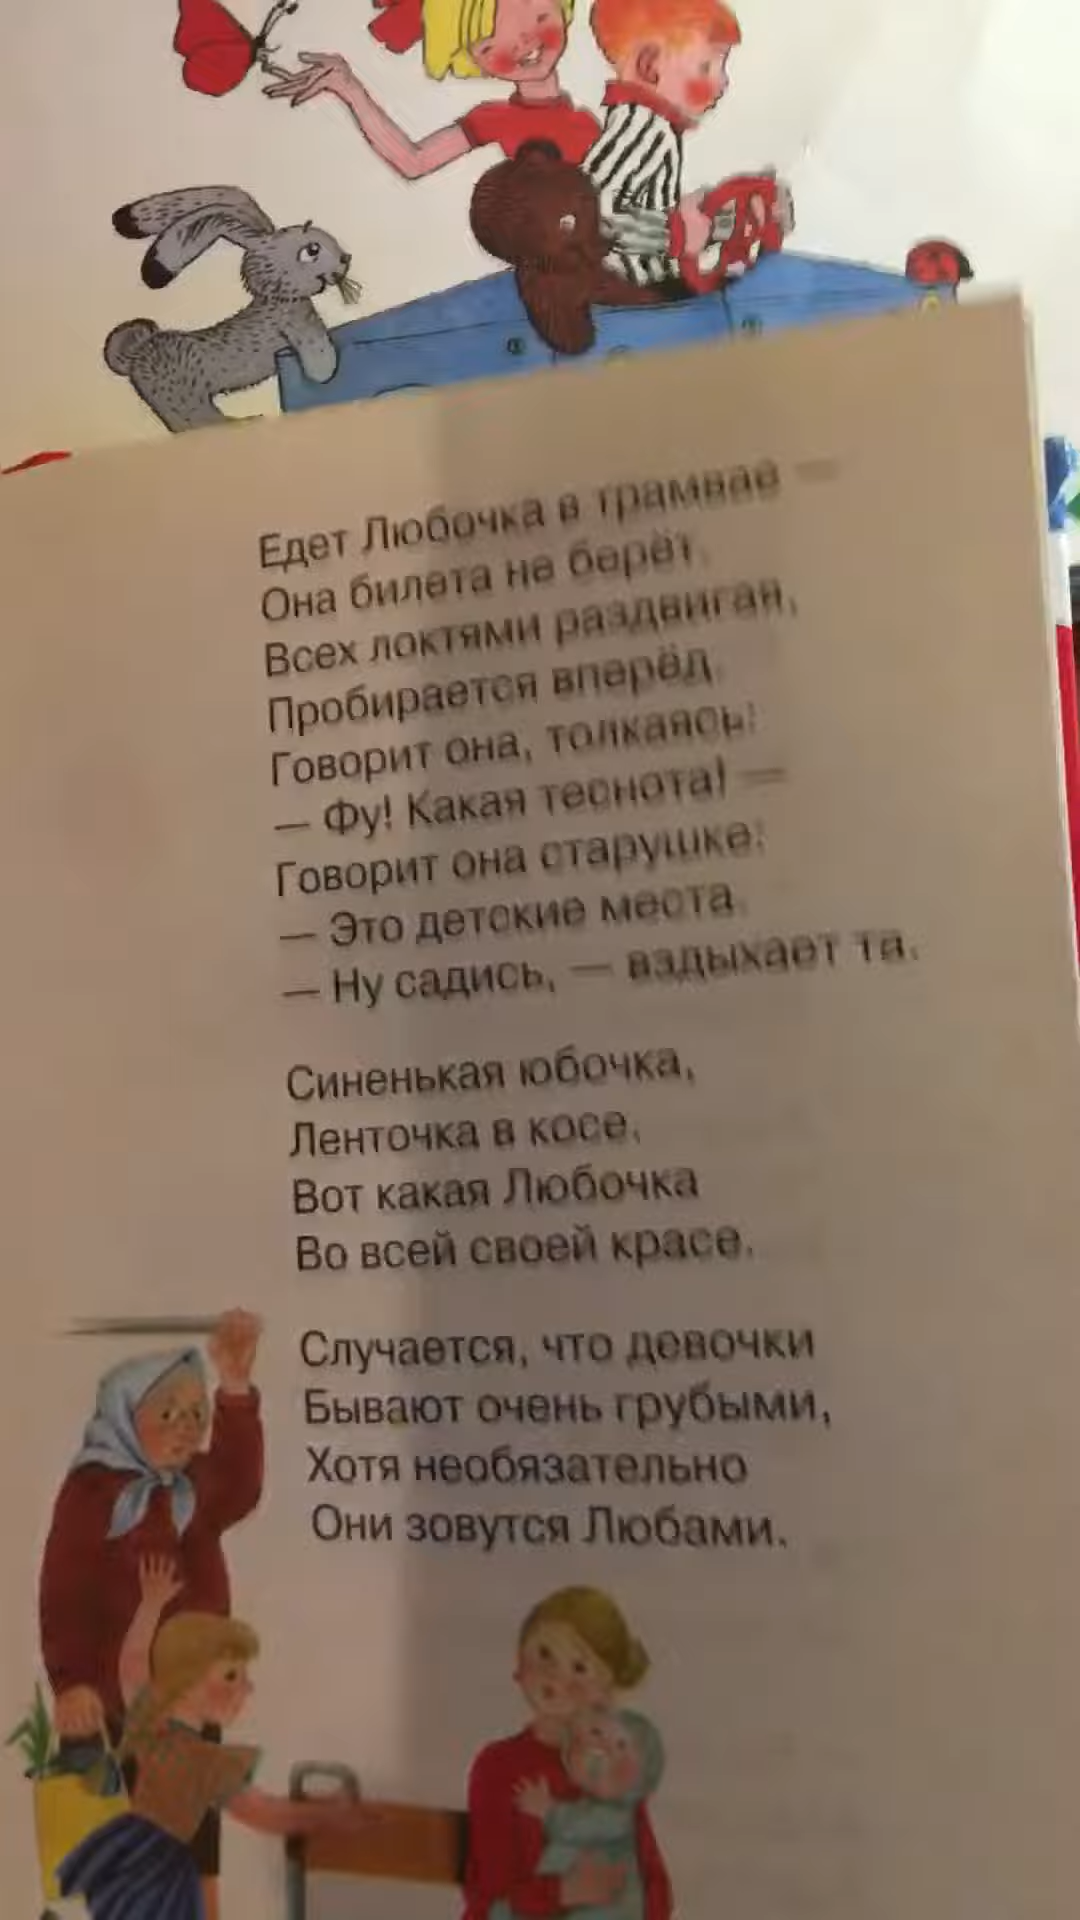 Едет Любочка в трамвае —
Она билета не берёт.
Всех локтями раздвигая,
Пробирается вперёд.
Говорит она, толкаясь:
— Фу! Какая теснота! —
Говорит она старушке:
— Это детские места.
— Ну садись, — вздыхает та.
Синенькая юбочка,
Ленточка в косе,
Вот какая Любочка
Во всей своей красе.
Случается, что девочки
Бывают очень грубыми,
Хотя необязательно
Они зовутся Любами.